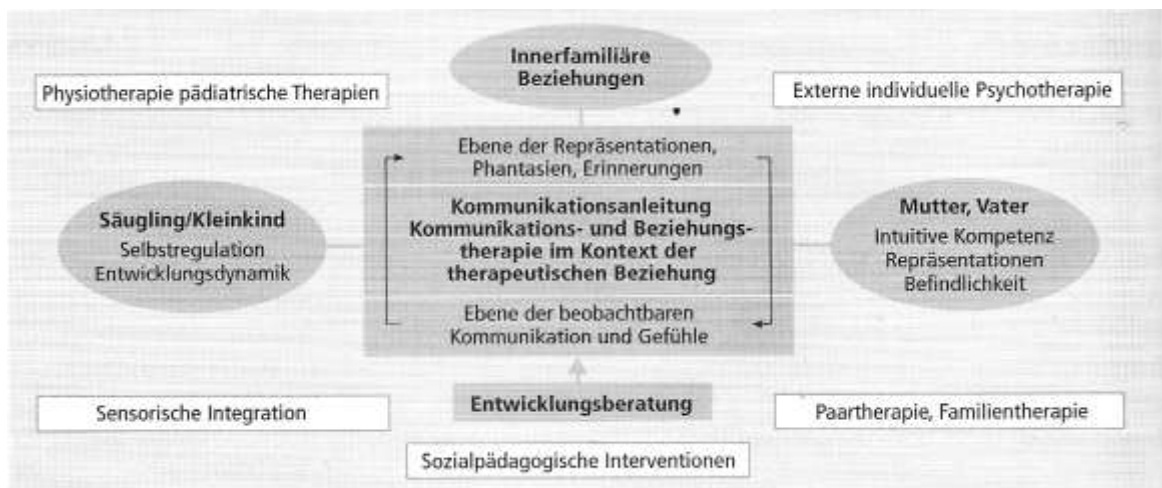 Innerfamiliäre
Beziehungen
Physiotherapie pädiatrische Therapien
Externe individuelle Psychotherapie
Ebene der Repräsentationen,
Phantasien, Erinnerungen
Säugling/Kleinkind
Selbstregulation
Entwicklungsdynamik
Kommunikationsanleitung
Kommunikations- und Beziehungs-
therapie im Kontext der
therapeutischen Beziehung
Mutter, Vater
Intuitive Kompetenz
Repräsentationen
Befindlichkeit
Ebene der beobachtbaren
Kommunikation und Gefühle
Entwicklungsberatung
Sensorische Integration
Paartherapie, Familientherapie
Sozialpädagogische Interventionen